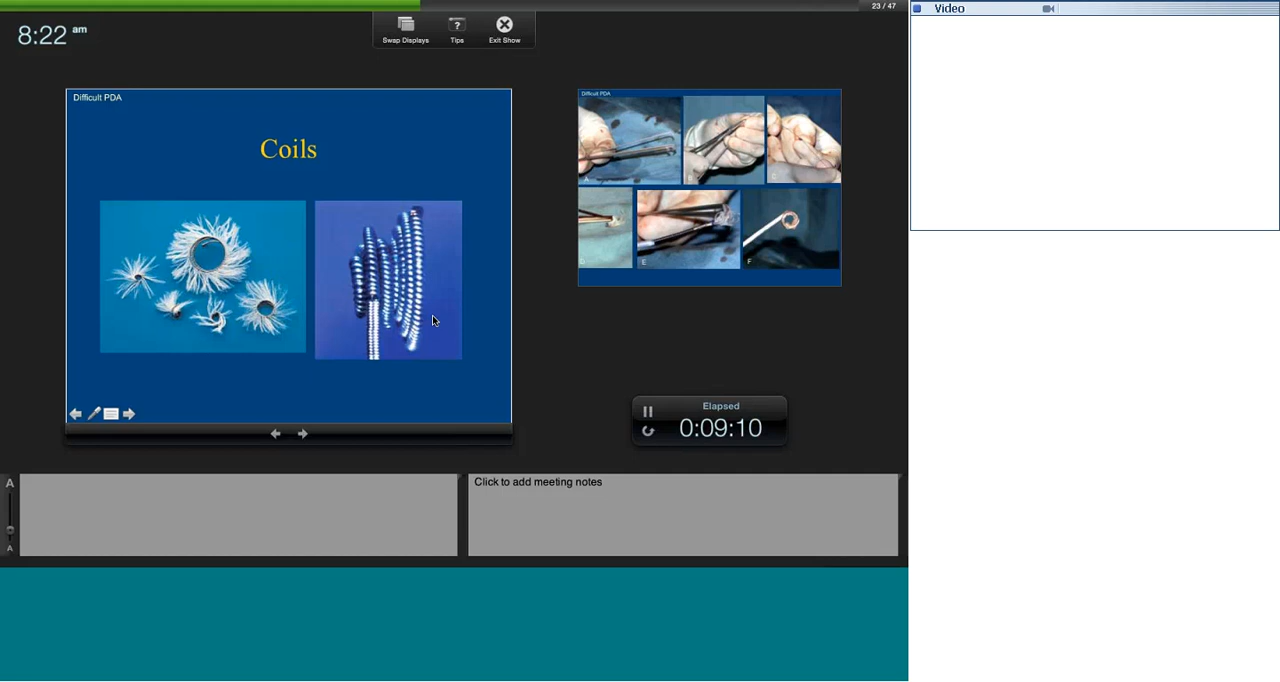 23 / 47
Video
8:22 am
Swap Displays
Tips
Exit Show
Difficult PDA
Coils
Difficult PDA
A
B
C
D
E
F
Elapsed
0:09:10
A
A
Click to add meeting notes